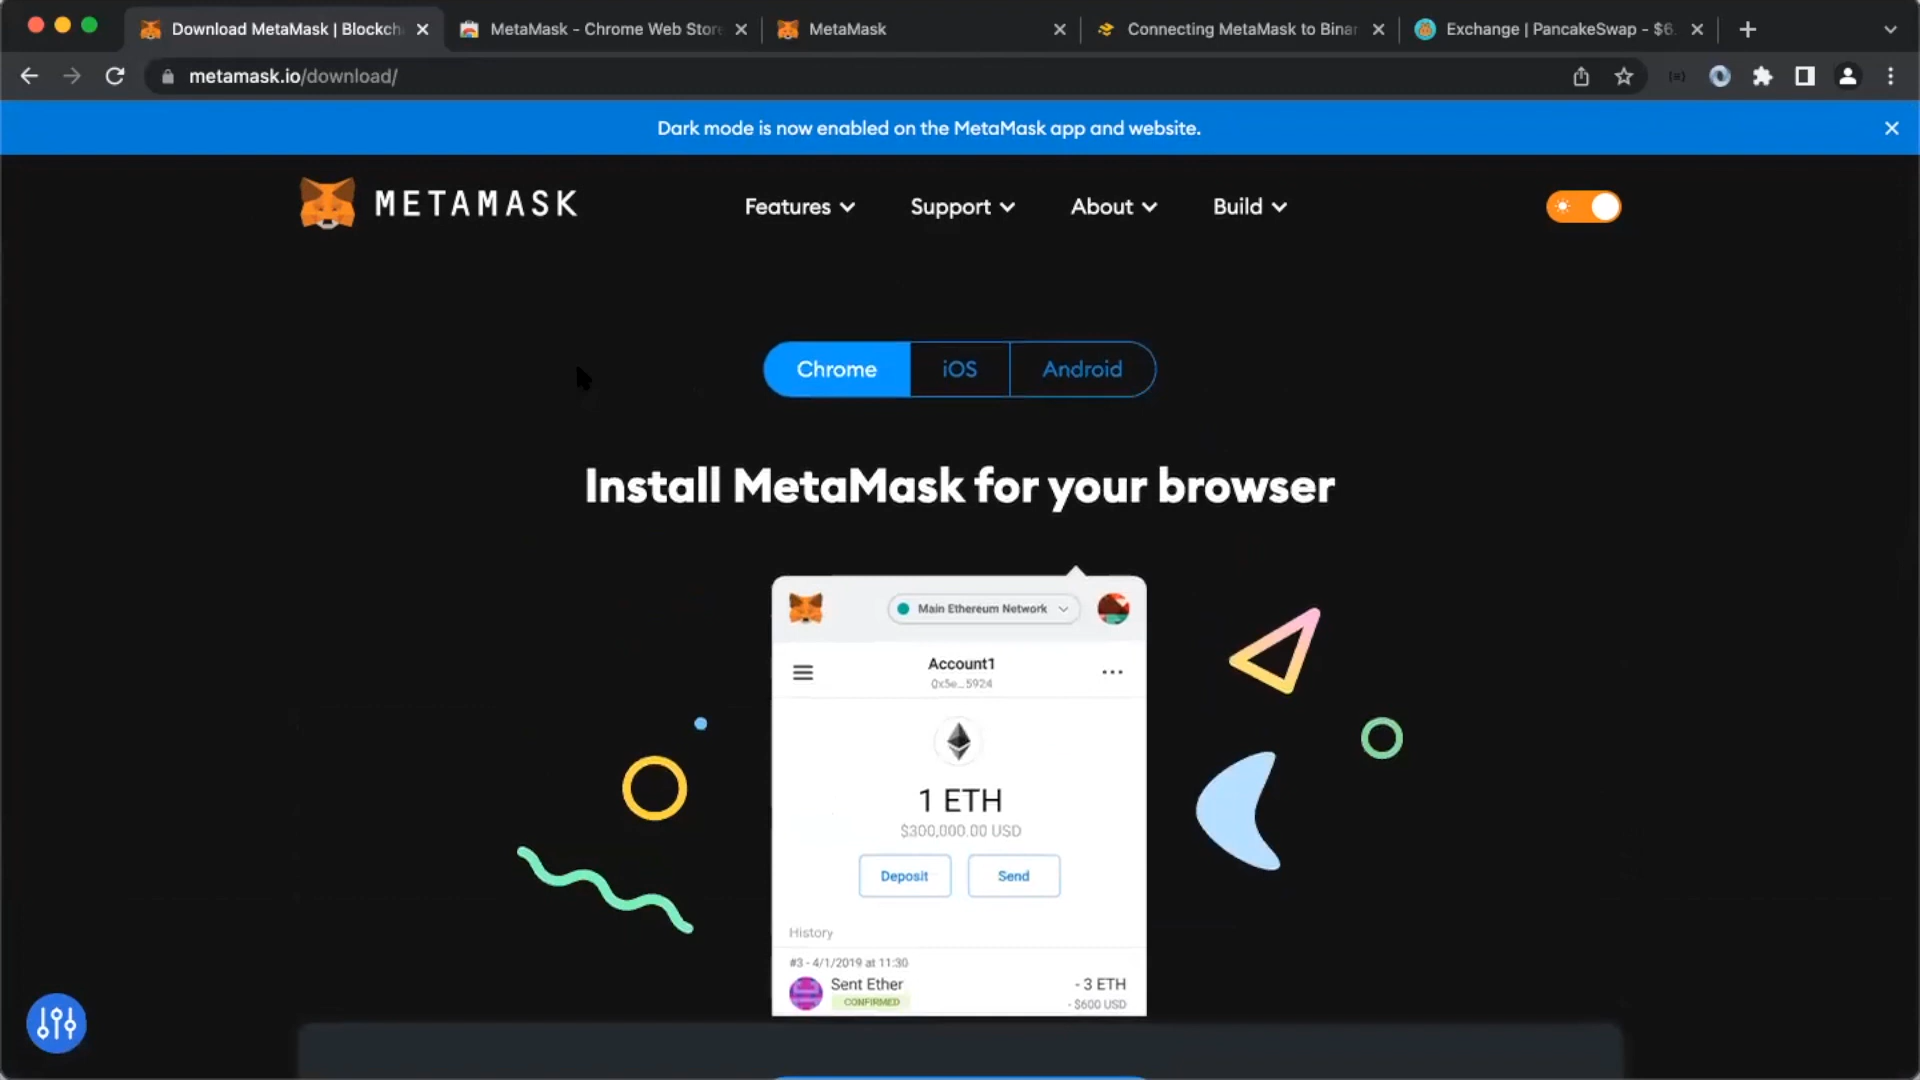 Download MetaMask | Blockch
MetaMask - Chrome Web Store
MetaMask
Connecting MetaMask to Binan
Exchange | PancakeSwap - $6.
metamask.io/download/
Dark mode is now enabled on the MetaMask app and website.
METAMASK
Features
Support
About
Build
Chrome
iOS
Android
Install MetaMask for your browser
Main Ethereum Network
Account1
0x5e...5924
1 ETH
$300,000.00 USD
Deposit
Send
History
#3 - 4/1/2019 at 11:30
Sent Ether
- 3 ETH
CONFIRMED
- $600 USD